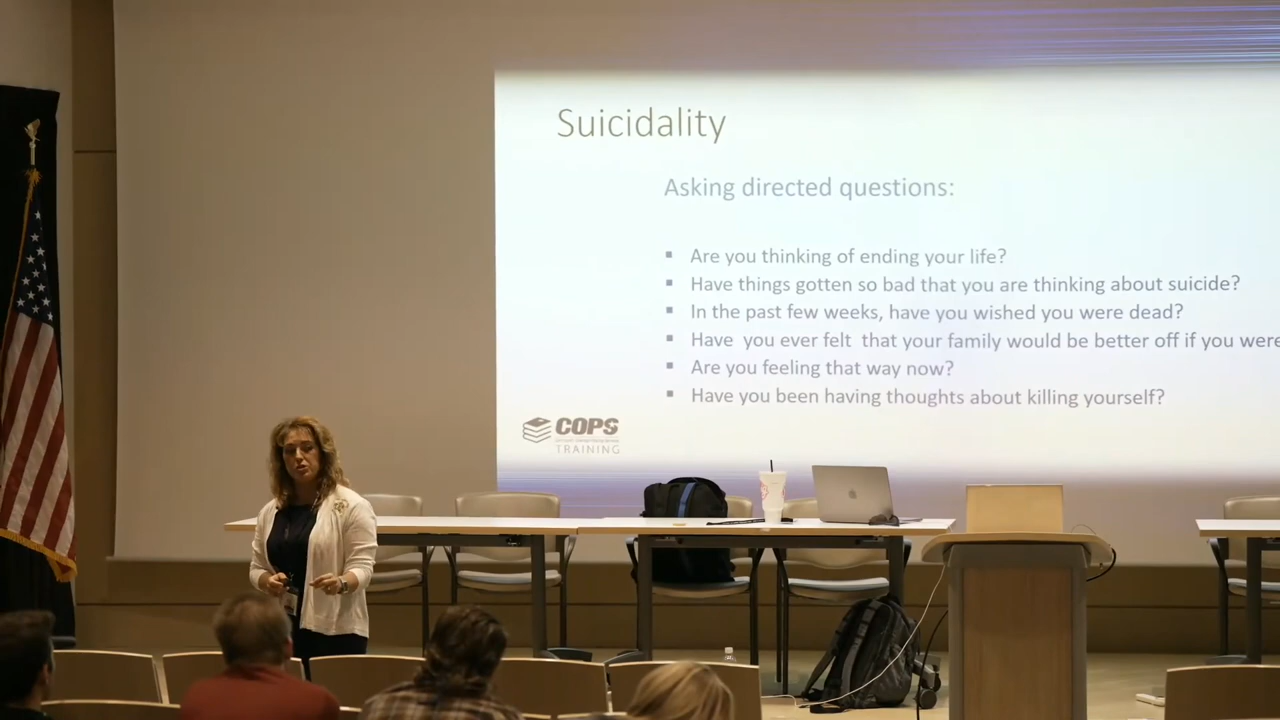 Suicidality
Asking directed questions:
▪ Are you thinking of ending your life?
▪ Have things gotten so bad that you are thinking about suicide?
▪ In the past few weeks, have you wished you were dead?
▪ Have you ever felt that your family would be better off if you were
▪ Are you feeling that way now?
▪ Have you been having thoughts about killing yourself?
COPS
TRAINING